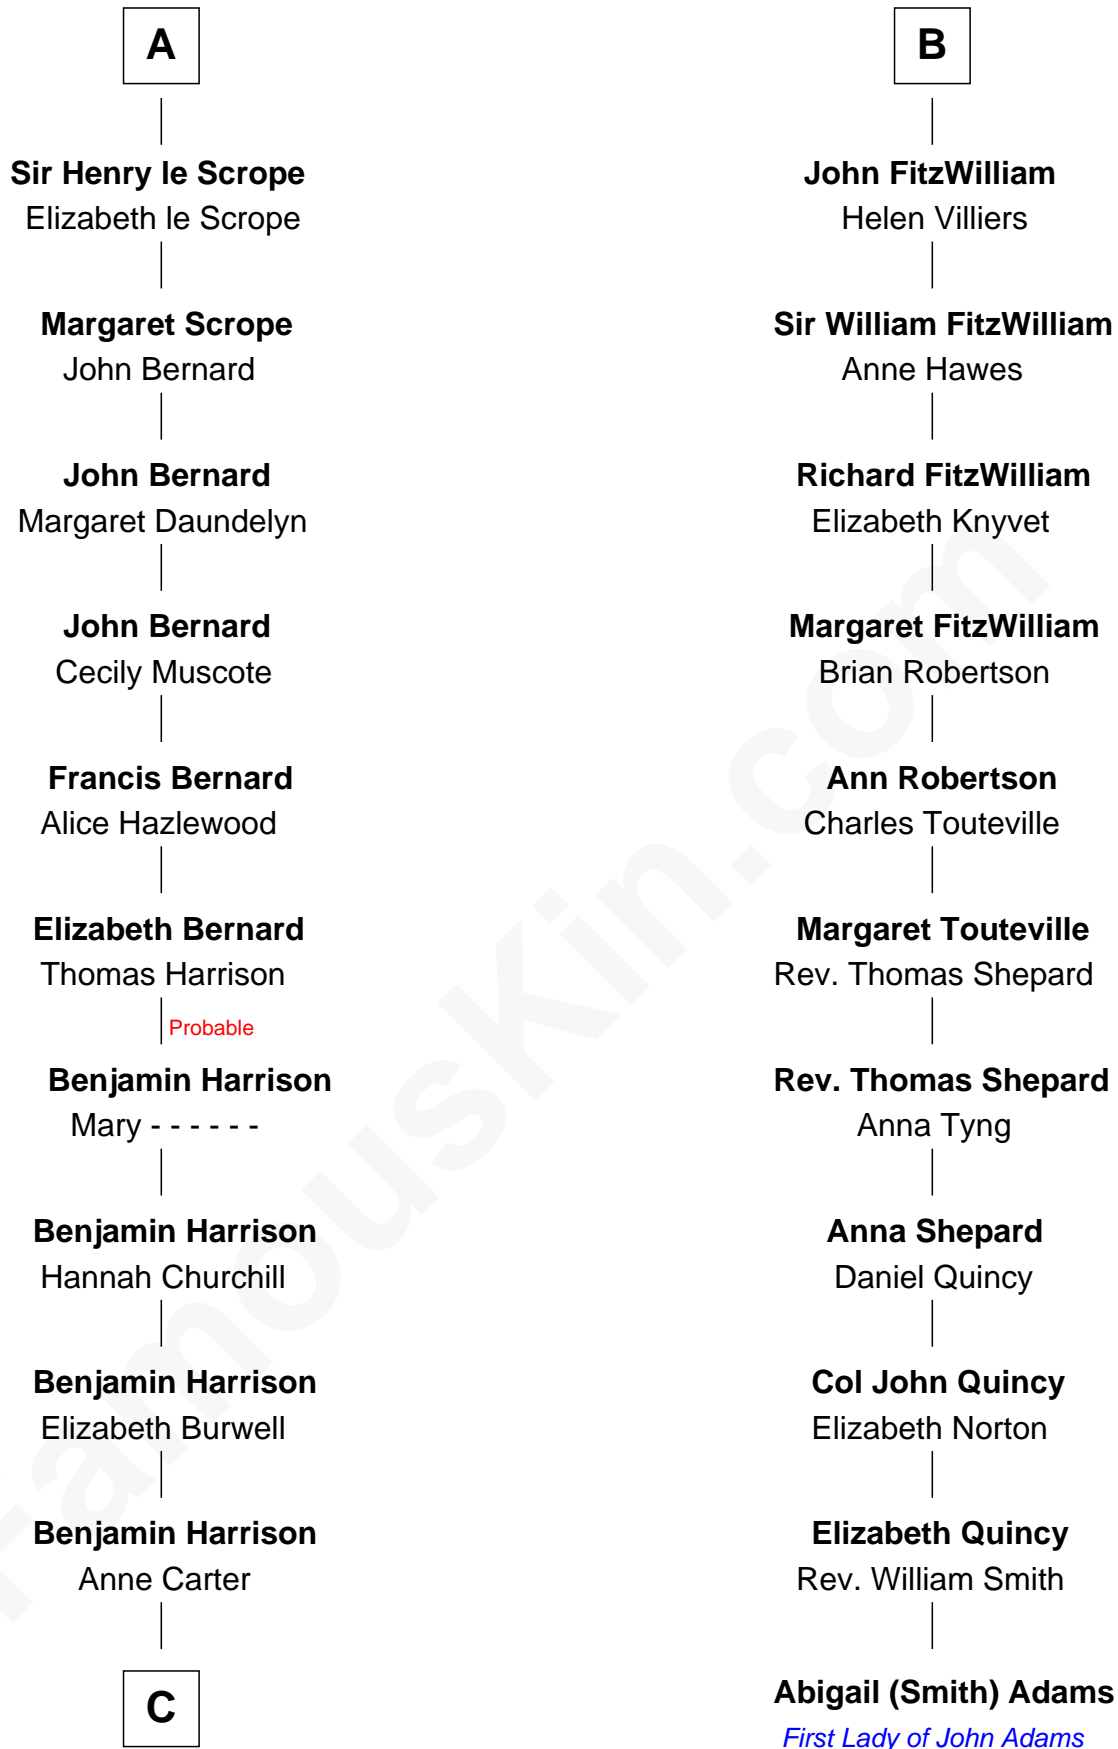 A
Sir Henry le Scrope
Elizabeth le Scrope
Margaret Scrope
John Bernard
John Bernard
Margaret Daundelyn
John Bernard
Cecily Muscote
Francis Bernard
Alice Hazlewood
Elizabeth Bernard
Thomas Harrison
Probable
Benjamin Harrison
Mary - - - - - -
Benjamin Harrison
Hannah Churchill
Benjamin Harrison
Elizabeth Burwell
Benjamin Harrison
Anne Carter
C
B
John FitzWilliam
Helen Villiers
Sir William FitzWilliam
Anne Hawes
Richard FitzWilliam
Elizabeth Knyvet
Margaret FitzWilliam
Brian Robertson
Ann Robertson
Charles Touteville
Margaret Touteville
Rev. Thomas Shepard
Rev. Thomas Shepard
Anna Tyng
Anna Shepard
Daniel Quincy
Col John Quincy
Elizabeth Norton
Elizabeth Quincy
Rev. William Smith
Abigail (Smith) Adams
First Lady of John Adams
FamousKin.com